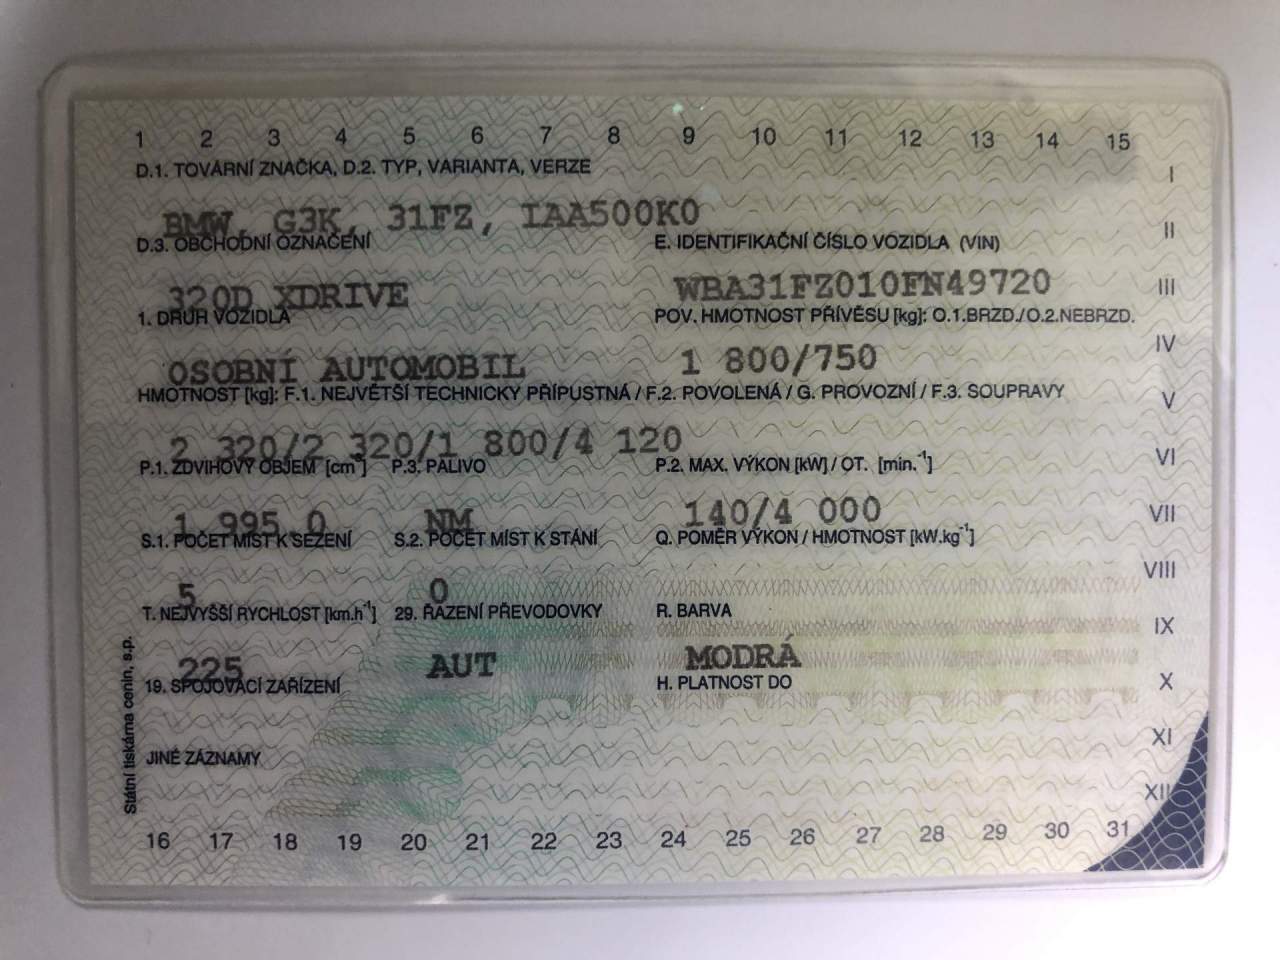 1 2 3 4 5 6 7 8 9 10 11 12 13 14 15
D.1. TOVÁRNÍ ZNAČKA, D.2. TYP, VARIANTA, VERZE
I
BMW, G3K, 31FZ, IAA500K0
II
D.3. OBCHODNÍ OZNAČENÍ E. IDENTIFIKAČNÍ ČÍSLO VOZIDLA (VIN)
320D XDRIVE WBA31FZ010FN49720
III
1. DRUH VOZIDLA POV. HMOTNOST PŘÍVĚSU [kg]: O.1.BRZD./O.2.NEBRZD.
IV
OSOBNÍ AUTOMOBIL 1 800/750
HMOTNOST [kg]: F.1. NEJVĚTŠÍ TECHNICKY PŘÍPUSTNÁ / F.2. POVOLENÁ / G. PROVOZNÍ / F.3. SOUPRAVY
V
2 320/2 320/1 800/4 120
VI
P.1. ZDVIHOVÝ OBJEM [cm³] P.3. PALIVO P.2. MAX. VÝKON [kW] / OT. [min.⁻¹]
1 995,0 NM 140/4 000
VII
S.1. POČET MÍST K SEZENÍ S.2. POČET MÍST K STÁNÍ Q. POMĚR VÝKON / HMOTNOST [kW.kg⁻¹]
VIII
5 0
T. NEJVYŠŠÍ RYCHLOST [km.h⁻¹] 29. ŘAZENÍ PŘEVODOVKY R. BARVA
IX
225 AUT MODRÁ
19. SPOJOVACÍ ZAŘÍZENÍ H. PLATNOST DO
X
XI
JINÉ ZÁZNAMY
XII
16 17 18 19 20 21 22 23 24 25 26 27 28 29 30 31
Státní tiskárna cenin, s.p.